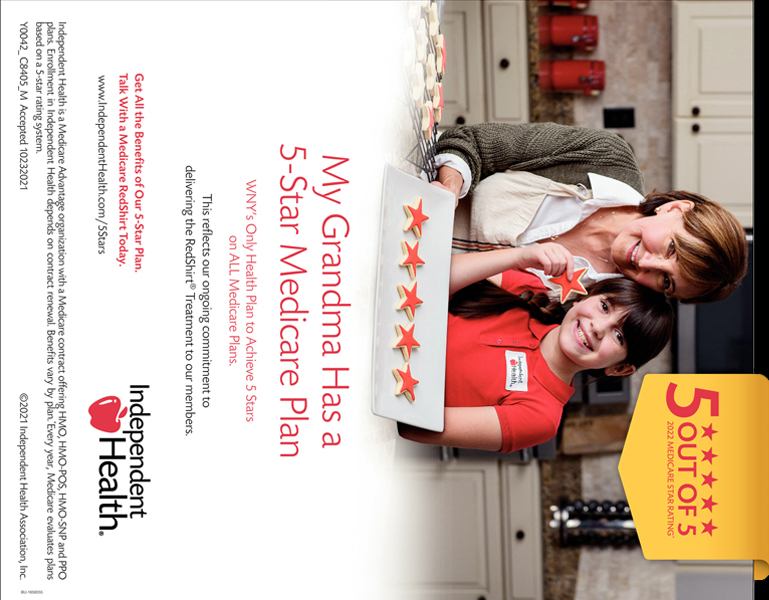 5 OUT OF 5
2022 MEDICARE STAR RATING
Independent
Health
My Grandma Has a
5-Star Medicare Plan
WNY's Only Health Plan to Achieve 5 Stars
on ALL Medicare Plans.
This reflects our ongoing commitment to
delivering the RedShirt® Treatment to our members.
Get All the Benefits of Our 5-Star Plan.
Talk With a Medicare RedShirt Today.
www.IndependentHealth.com/5Stars
Independent
Health®
Independent Health is a Medicare Advantage organization with a Medicare contract offering HMO, HMO-POS, HMO-SNP and PPO
plans. Enrollment in Independent Health depends on contract renewal. Benefits vary by plan. Every year, Medicare evaluates plans
based on a 5-star rating system.
Y0042_C8405_M Accepted 10232021
©2021 Independent Health Association, Inc.